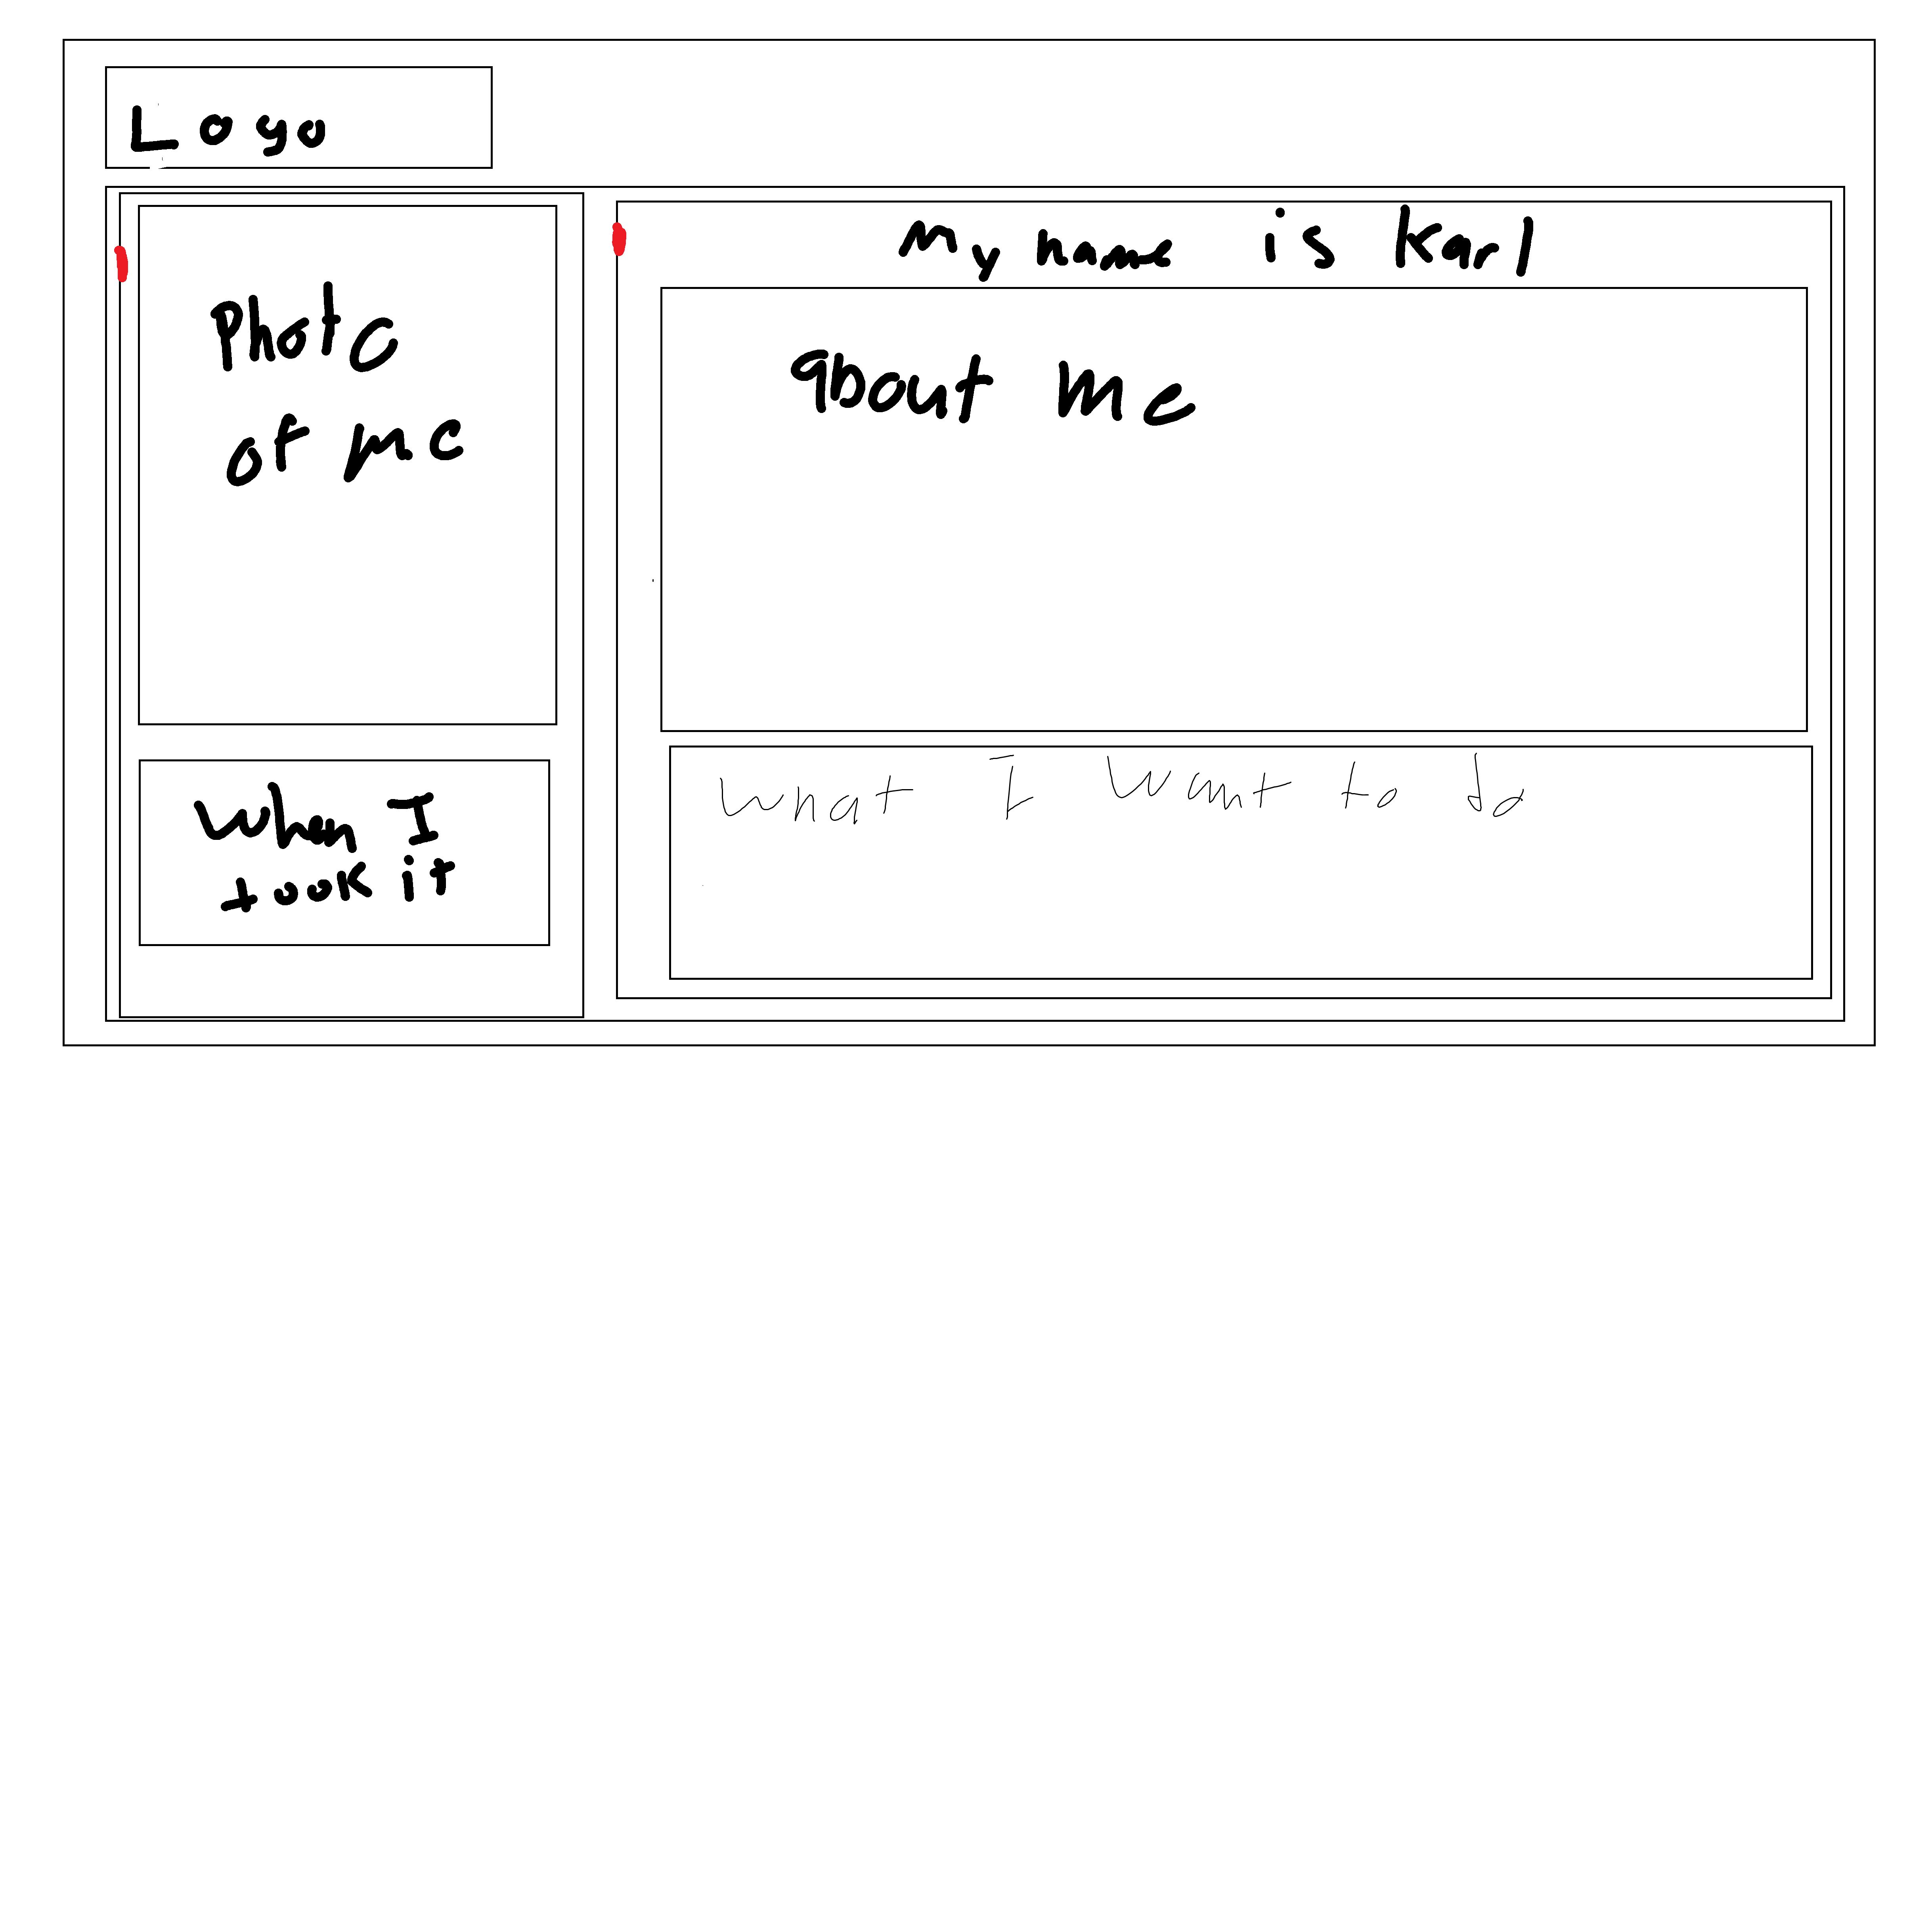 Logo
Photo
of me
When I
took it
My name is Karl
about me
What I want to do